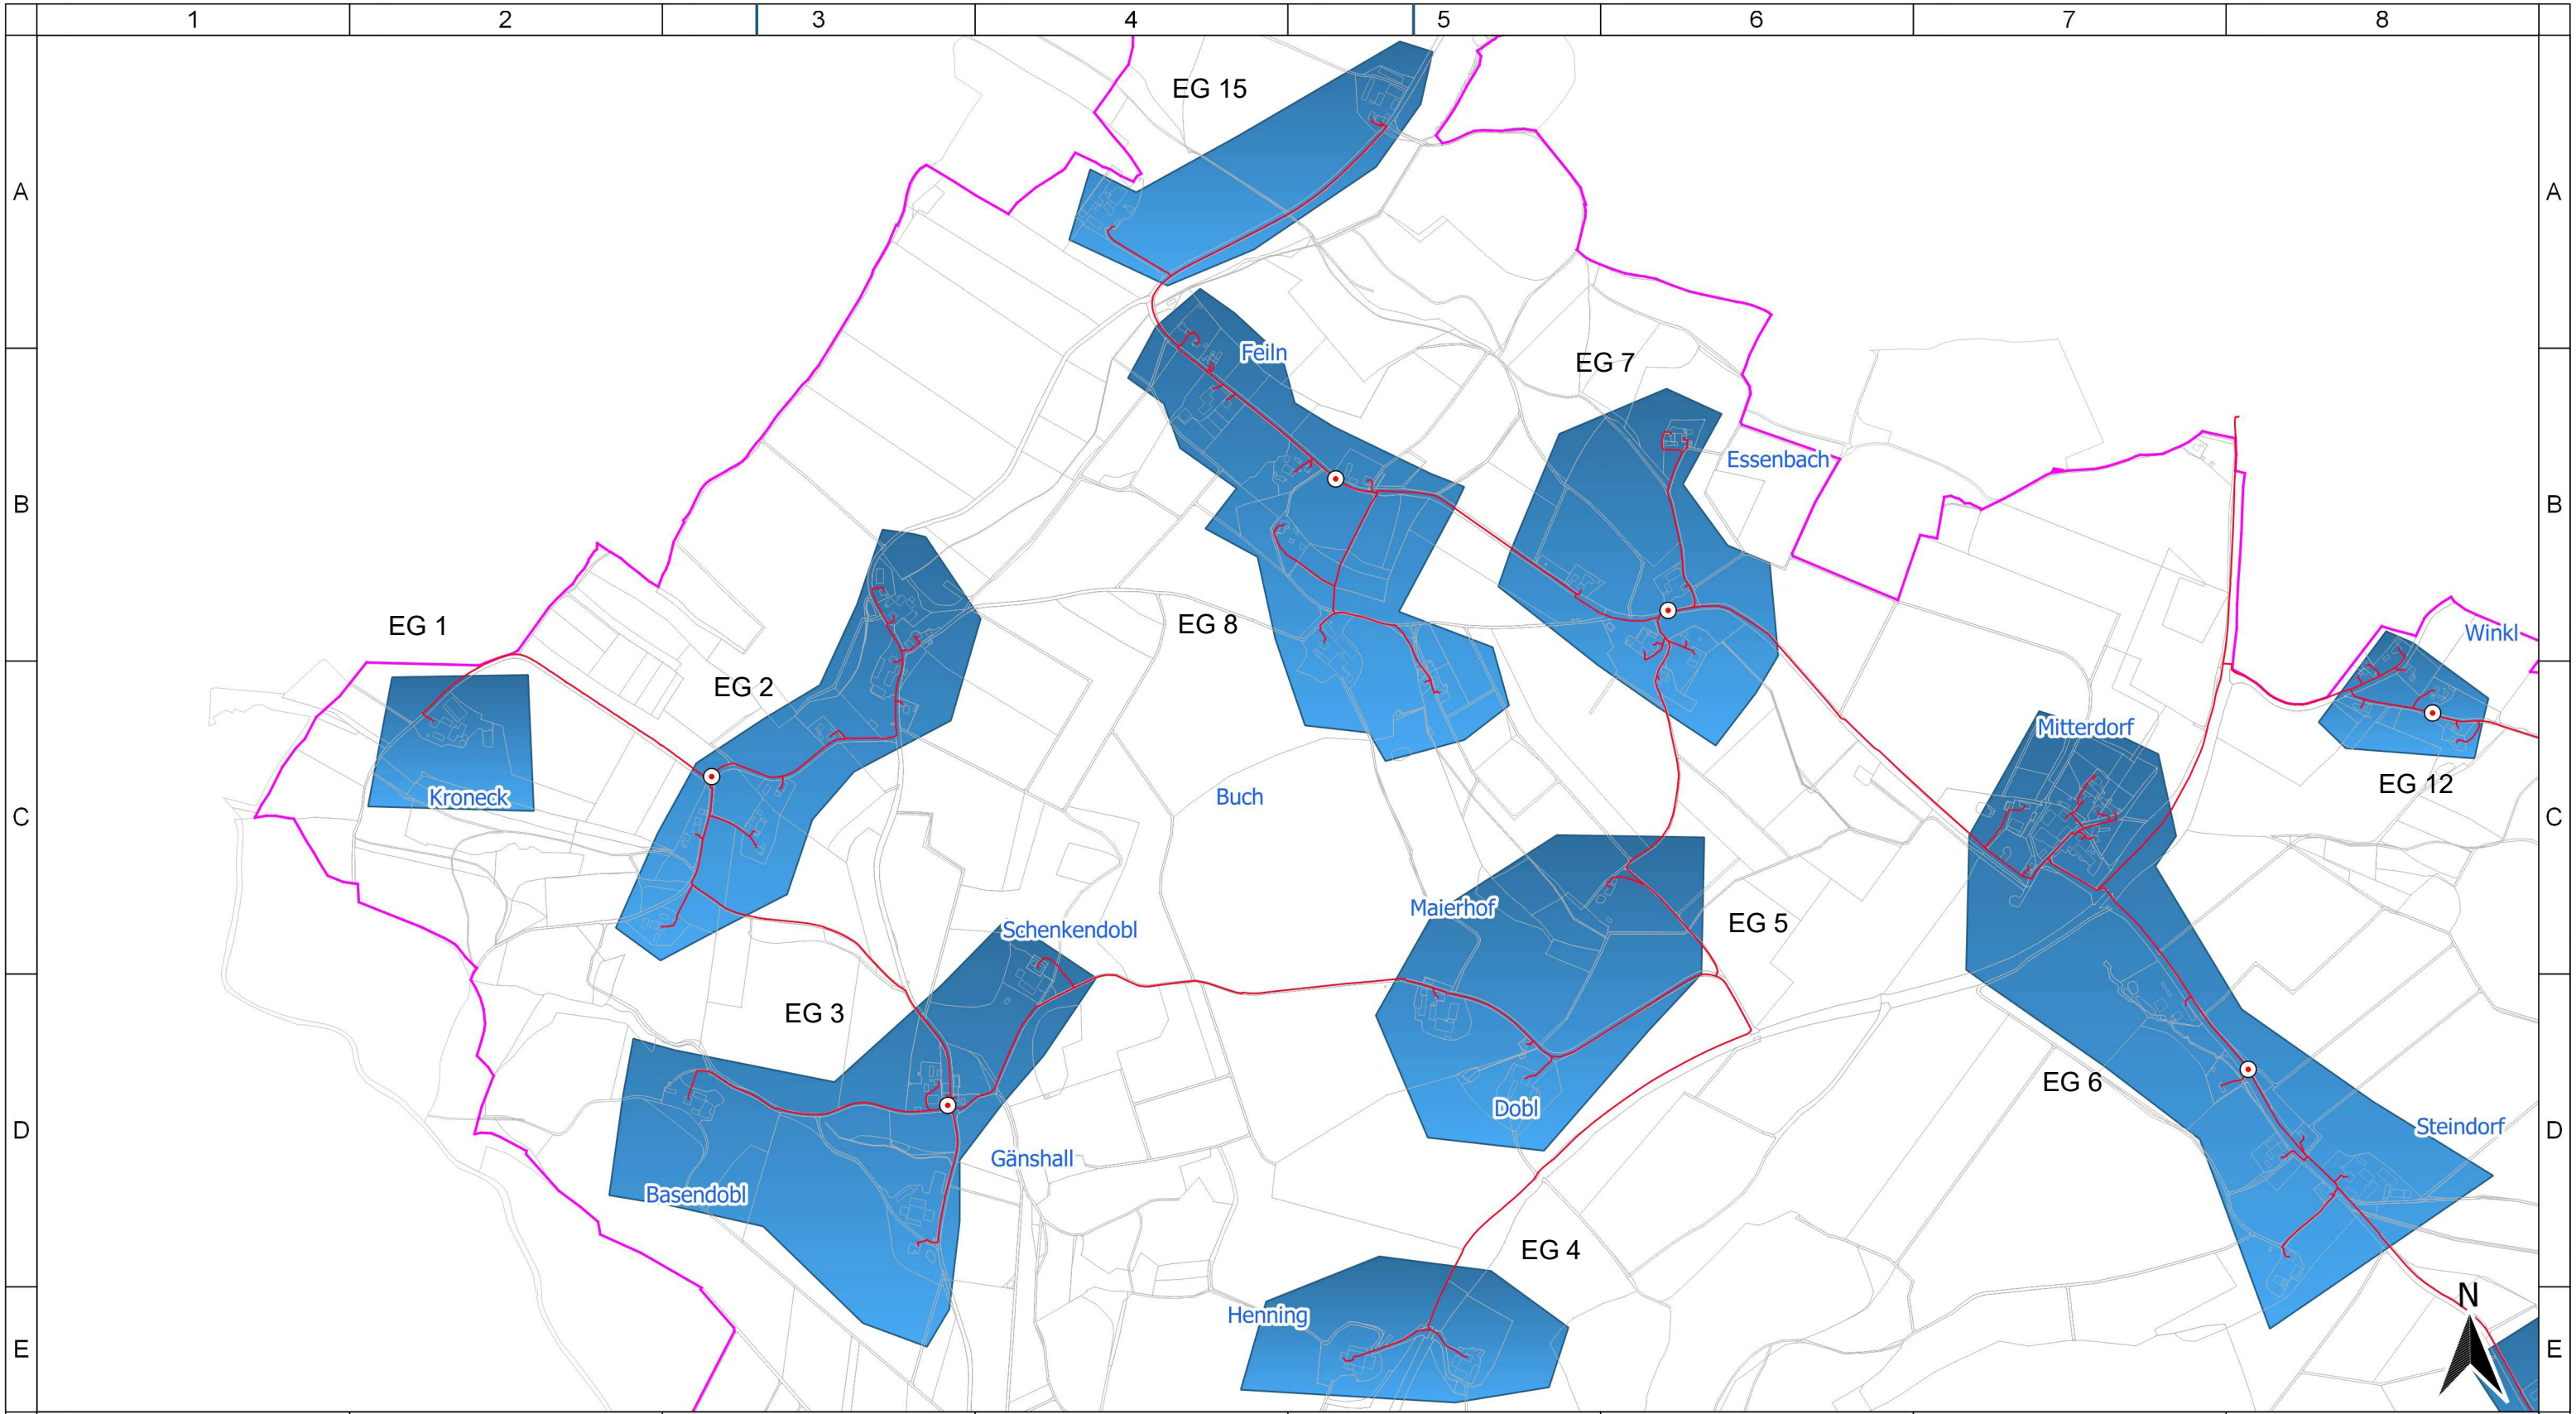 1 2 3 4 5 6 7 8
EG 15
A A
Feiln
EG 7
Essenbach
B B
EG 1
EG 8
Winkl
EG 2
Mitterdorf
EG 12
Kroneck
Buch
C C
Maierhof
EG 5
Schenkendobl
EG 3
EG 6
Dobl
Steindorf
D D
Gänshall
Basendobl
EG 4
N
Henning
E E